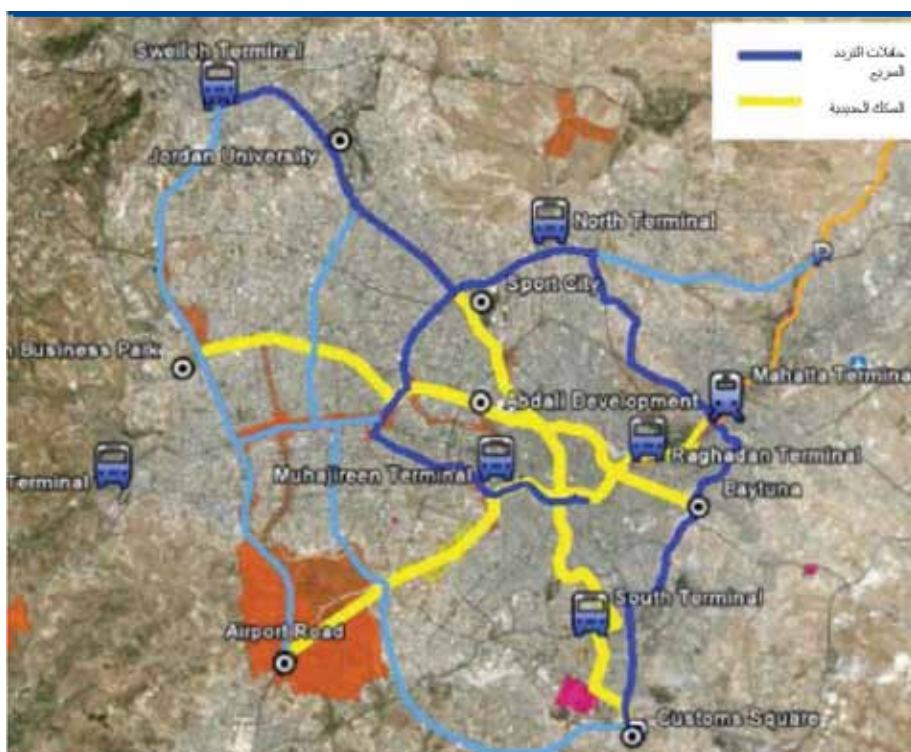 حافلات التردد
السريع
السكك الحديدية
Sweileh Terminal
Jordan University
North Terminal
P
Sport City
n Business Park
Mahatta Termina
Abdali Development
Raghadan Terminal
Muhajireen Terminal
Terminal
Baytuna
South Terminal
Airport Road
Customs Square